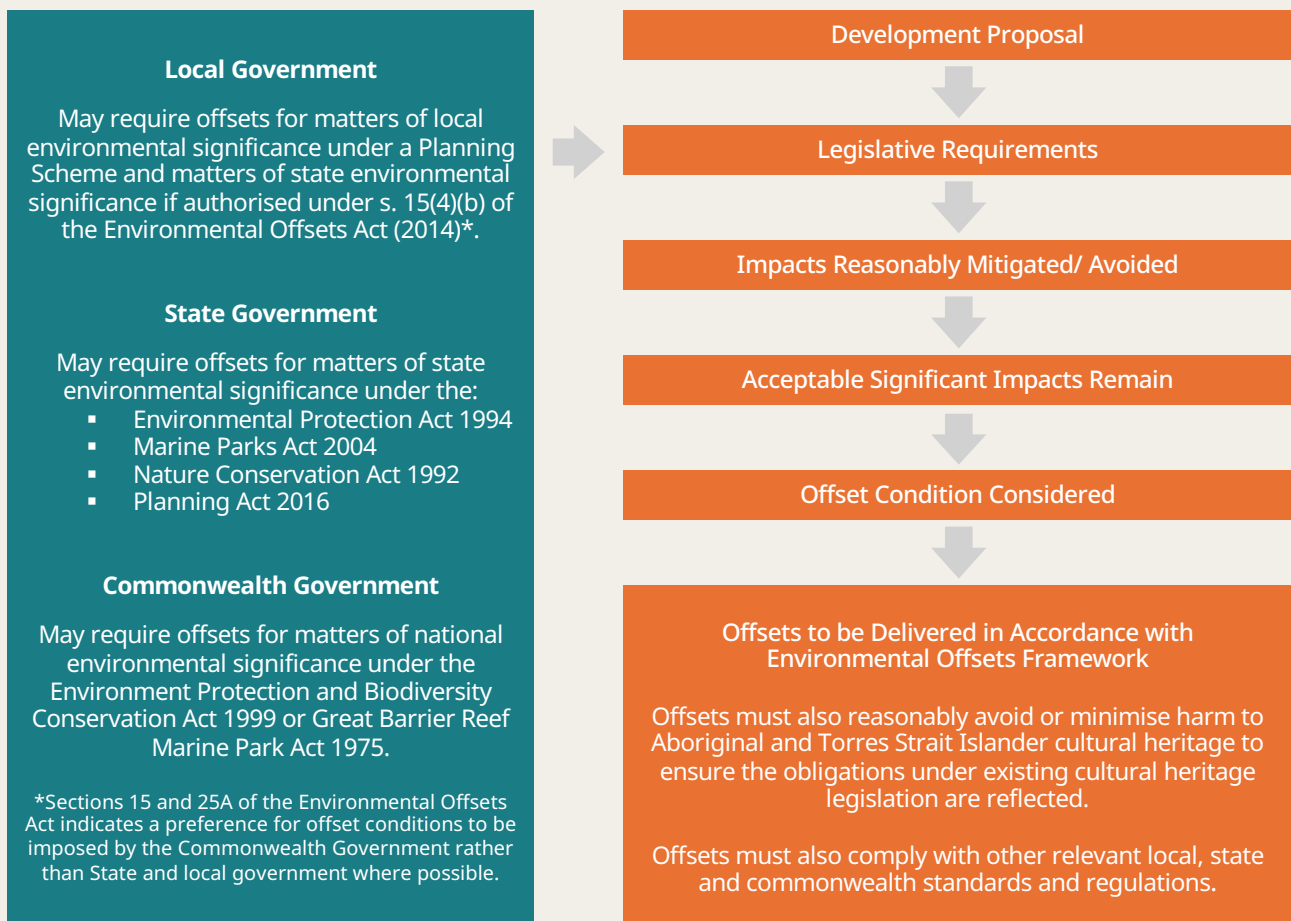 Local Government
May require offsets for matters of local
environmental significance under a Planning
Scheme and matters of state environmental
significance if authorised under s. 15(4)(b) of
the Environmental Offsets Act (2014)*.
State Government
May require offsets for matters of state
environmental significance under the:
▪ Environmental Protection Act 1994
▪ Marine Parks Act 2004
▪ Nature Conservation Act 1992
▪ Planning Act 2016
Commonwealth Government
May require offsets for matters of national
environmental significance under the
Environment Protection and Biodiversity
Conservation Act 1999 or Great Barrier Reef
Marine Park Act 1975.
*Sections 15 and 25A of the Environmental Offsets
Act indicates a preference for offset conditions to be
imposed by the Commonwealth Government rather
than State and local government where possible.
Development Proposal
Legislative Requirements
Impacts Reasonably Mitigated/ Avoided
Acceptable Significant Impacts Remain
Offset Condition Considered
Offsets to be Delivered in Accordance with
Environmental Offsets Framework
Offsets must also reasonably avoid or minimise harm to
Aboriginal and Torres Strait Islander cultural heritage to
ensure the obligations under existing cultural heritage
legislation are reflected.
Offsets must also comply with other relevant local, state
and commonwealth standards and regulations.